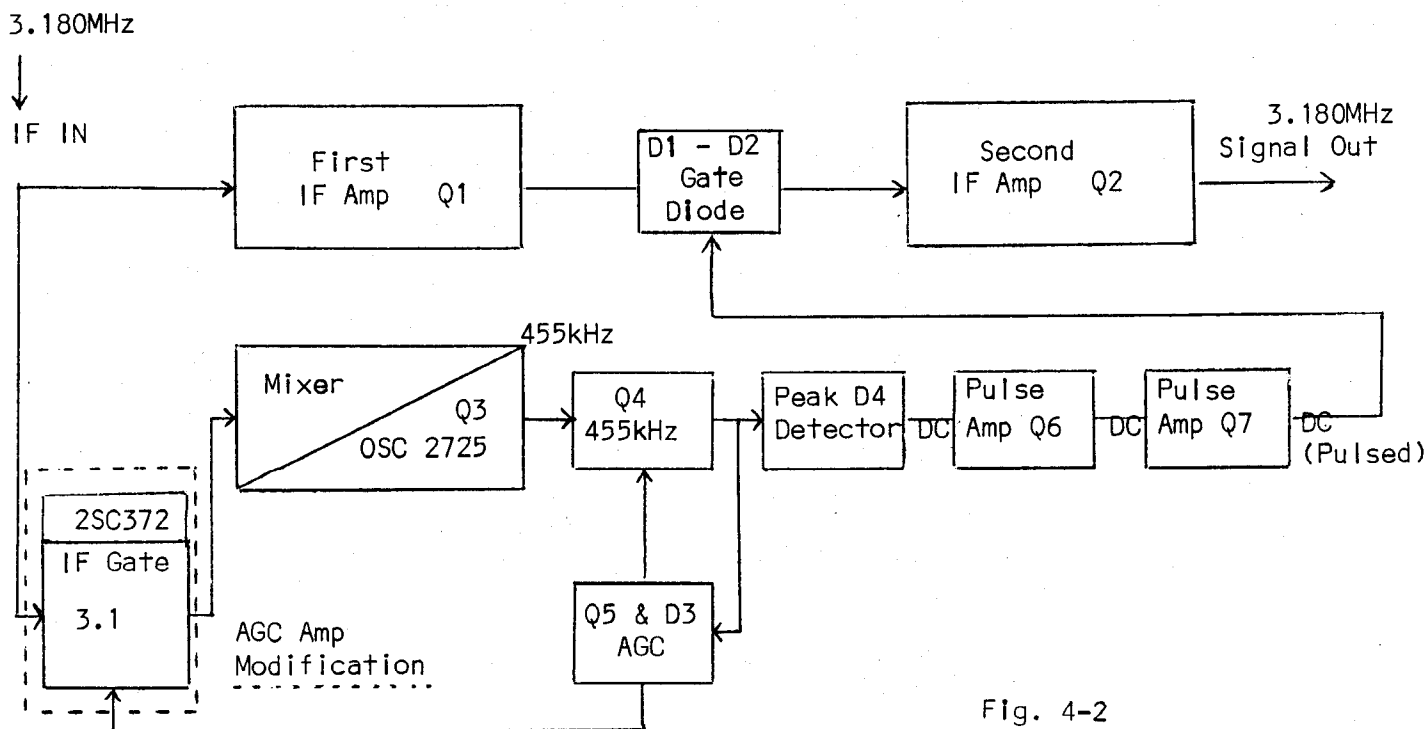 3.180MHz
IF IN
First
IF Amp Q1
D1 - D2
Gate
Diode
Second
IF Amp Q2
3.180MHz
Signal Out
455kHz
Mixer
Q3
OSC 2725
Q4
455kHz
Peak D4
Detector
DC
Pulse
Amp Q6
DC
Pulse
Amp Q7
DC
(Pulsed)
2SC372
IF Gate
3.1
AGC Amp
Modification
Q5 & D3
AGC
Fig. 4-2